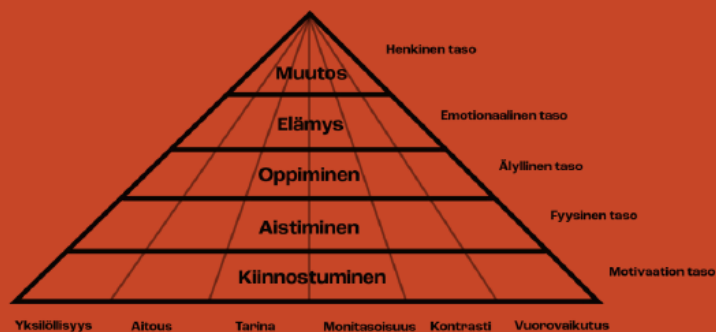 Henkinen taso
Muutos
Emotionaalinen taso
Elämys
Älyllinen taso
Oppiminen
Fyysinen taso
Aistiminen
Motivaation taso
Kiinnostuminen
Yksilöllisyys Aitous Tarina Monitasoisuus Kontrasti Vuorovaikutus